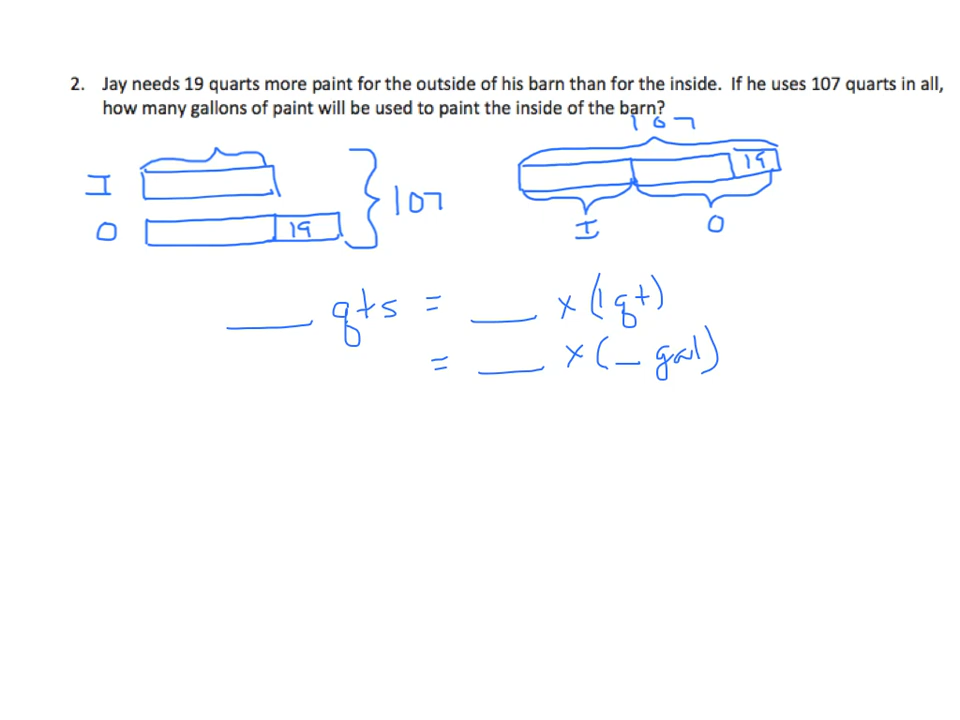 2. Jay needs 19 quarts more paint for the outside of his barn than for the inside. If he uses 107 quarts in all,
how many gallons of paint will be used to paint the inside of the barn?
107
19
I
O
19
107
I
O
___ qts = ___ x (1 qt)
= ___ x (_ gal)